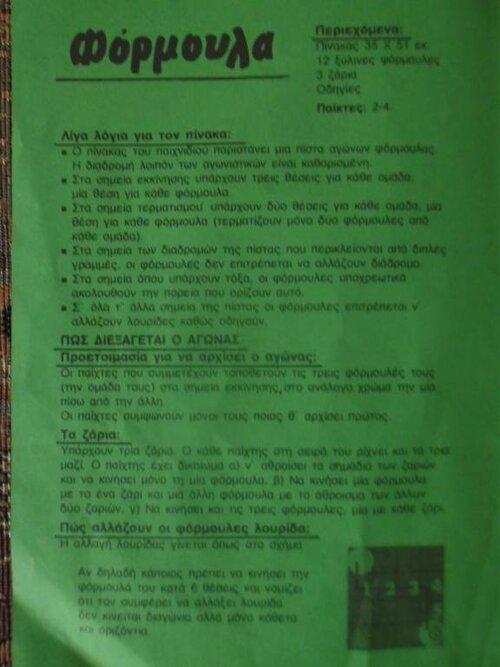 Φόρμουλα
Περιεχόμενα:
Πίνακας 35 Χ 51 εκ.
12 ξύλινες φόρμουλες
3 ζάρια
Οδηγίες
Παίκτες: 2-4.
Λίγα λόγια για τον πίνακα:
Ο πίνακας του παιχνιδιού παριστάνει μια πίστα αγώνων φόρμουλας.
Η διαδρομή λοιπόν των αγωνιστικών είναι καθορισμένη.
Στα σημεία εκκίνησης υπάρχουν τρεις θέσεις για κάθε ομάδα,
μία θέση για κάθε φόρμουλα.
Στα σημεία τερματισμού υπάρχουν δύο θέσεις για κάθε ομάδα, μία
θέση για κάθε φόρμουλα (τερματίζουν μόνο δύο φόρμουλες από
κάθε ομάδα).
Στα σημεία των διαδρομών της πίστας που περικλείονται από διπλές
γραμμές, οι φόρμουλες δεν επιτρέπεται να αλλάζουν διάδρομο.
Στα σημεία όπου υπάρχουν τόξα, οι φόρμουλες υποχρεωτικά
ακολουθούν την πορεία που ορίζουν αυτά.
Σ' όλα τ' άλλα σημεία της πίστας οι φόρμουλες επιτρέπεται ν'
αλλάζουν λουρίδες καθώς οδηγούν.
ΠΩΣ ΔΙΕΞΑΓΕΤΑΙ Ο ΑΓΩΝΑΣ
Προετοιμασία για να αρχίσει ο αγώνας:
Οι παίχτες που συμμετέχουν τοποθετούν τις τρεις φόρμουλές τους
(την ομάδα τους) στα σημεία εκκίνησης, στο ανάλογο χρώμα την μία
πίσω από την άλλη.
Οι παίχτες συμφωνούν μόνοι τους ποιος θ' αρχίσει πρώτος.
Τα ζάρια:
Υπάρχουν τρία ζάρια. Ο κάθε παίχτης στη σειρά του ρίχνει και τα τρία
μαζί. Ο παίχτης έχει δικαίωμα α) ν' αθροίσει τα σημάδια των ζαριών
και να κινήσει μόνο τη μία φόρμουλα. β) Να κινήσει μία φόρμουλα
με το ένα ζάρι και μία άλλη φόρμουλα με το άθροισμα των άλλων
δύο ζαριών, γ) Να κινήσει και τις τρεις φόρμουλες, μία με κάθε ζάρι.
Πώς αλλάζουν οι φόρμουλες λουρίδα:
Η αλλαγή λουρίδας γίνεται όπως στο σχήμα.
Αν δηλαδή κάποιος πρέπει να κινήσει την
φόρμουλά του κατά 6 θέσεις και νομίζει
ότι τον συμφέρει να αλλάξει λουρίδα
δεν κινείται διαγώνια αλλά μόνο κάθετα
και οριζόντια.
1 2 3 4